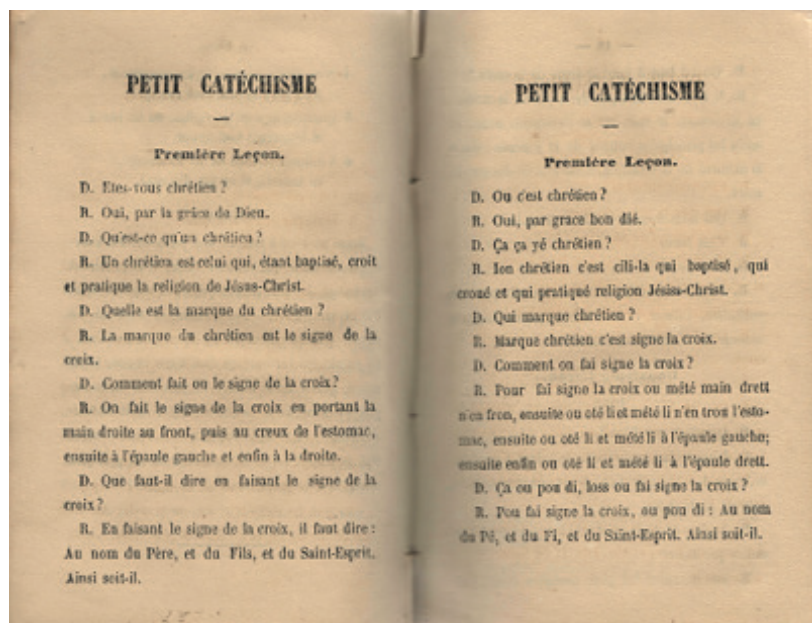 PETIT CATÉCHISME
Première Leçon.
D. Etes-vous chrétien ?
R. Oui, par la grâce de Dieu.
D. Qu'est-ce qu'un chrétien ?
R. Un chrétien est celui qui, étant baptisé, croit
et pratique la religion de Jésus-Christ.
D. Quelle est la marque du chrétien ?
R. La marque du chrétien est le signe de la
croix.
D. Comment fait on le signe de la croix ?
R. On fait le signe de la croix en portant la
main droite au front, puis au creux de l'estomac,
ensuite à l'épaule gauche et enfin à la droite.
D. Que faut-il dire en faisant le signe de la
croix ?
R. En faisant le signe de la croix, il faut dire :
Au nom du Père, et du Fils, et du Saint-Esprit.
Ainsi soit-il.
PETIT CATÉCHISME
Première Leçon.
D. Ou c'est chrétien ?
R. Oui, par grace bon dié.
D. Ça ça yé chrétien ?
R. Ion chrétien c'est cili-la qui baptisé, qui
croué et qui pratiqué religion Jésiss-Christ.
D. Qui marque chrétien ?
R. Marque chrétien c'est signe la croix.
D. Comment on fai signe la croix ?
R. Pour fai signe la croix ou mété main drett
n'en fron, ensuite ou oté li et mété li n'en trou l'esto-
mac, ensuite ou oté li et mété li à l'épaule gauche;
ensuite enfin ou oté li et mété li à l'épaule drett.
D. Ça ou pou di, loss ou fai signe la croix ?
R. Pou fai signe la croix, ou pou di : Au nom
du Pé, et du Fi, et du Saint-Esprit. Ainsi soit-il.